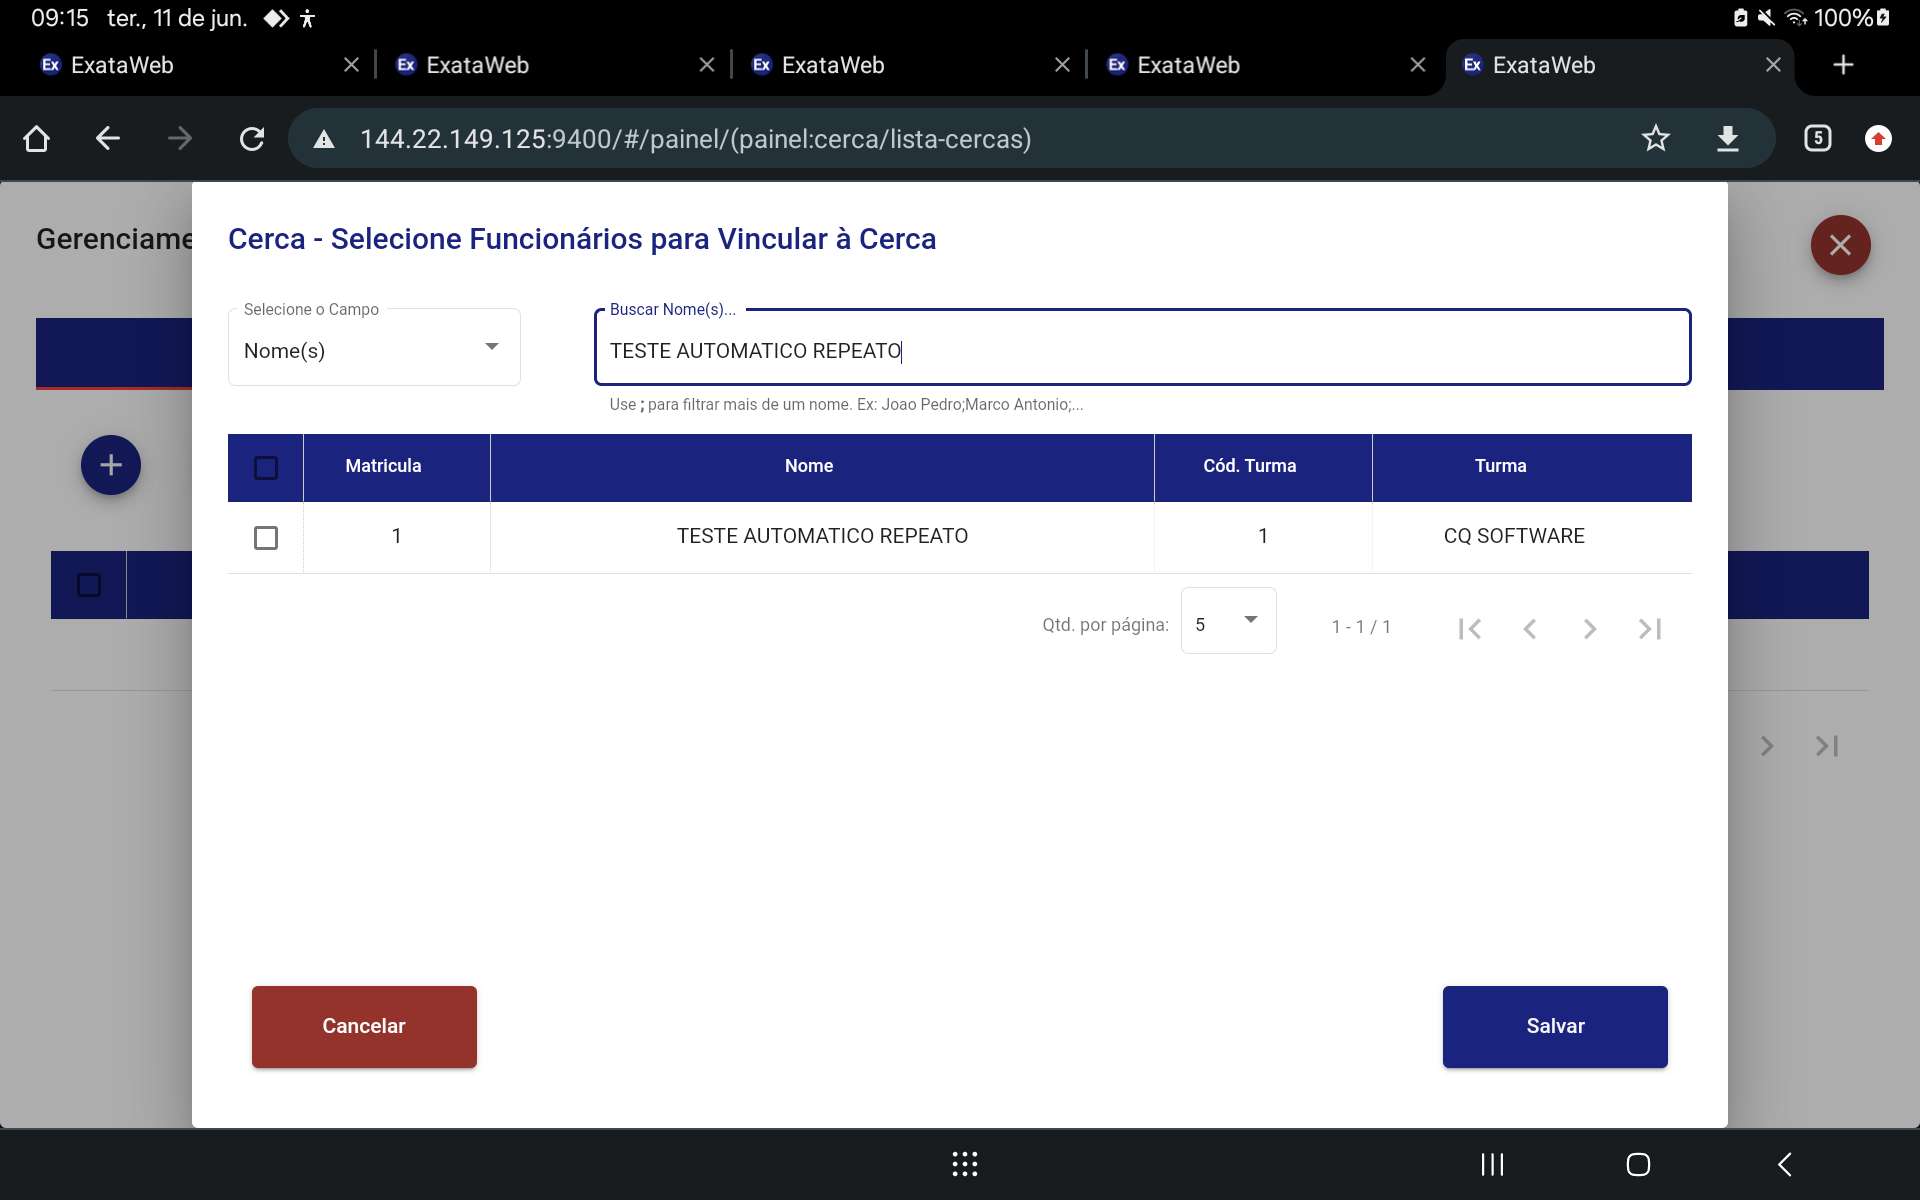 09:15 ter., 11 de jun. 100%
Ex ExataWeb Ex ExataWeb Ex ExataWeb Ex ExataWeb Ex ExataWeb
144.22.149.125:9400/#/painel/(painel:cerca/lista-cercas) 5
Gerenciame
Cerca - Selecione Funcionários para Vincular à Cerca
Selecione o Campo Buscar Nome(s)...
Nome(s) TESTE AUTOMATICO REPEATO
Use ; para filtrar mais de um nome. Ex: Joao Pedro;Marco Antonio;...
Matricula Nome Cód. Turma Turma
1 TESTE AUTOMATICO REPEATO 1 CQ SOFTWARE
Qtd. por página: 5 1 - 1 / 1
Cancelar Salvar